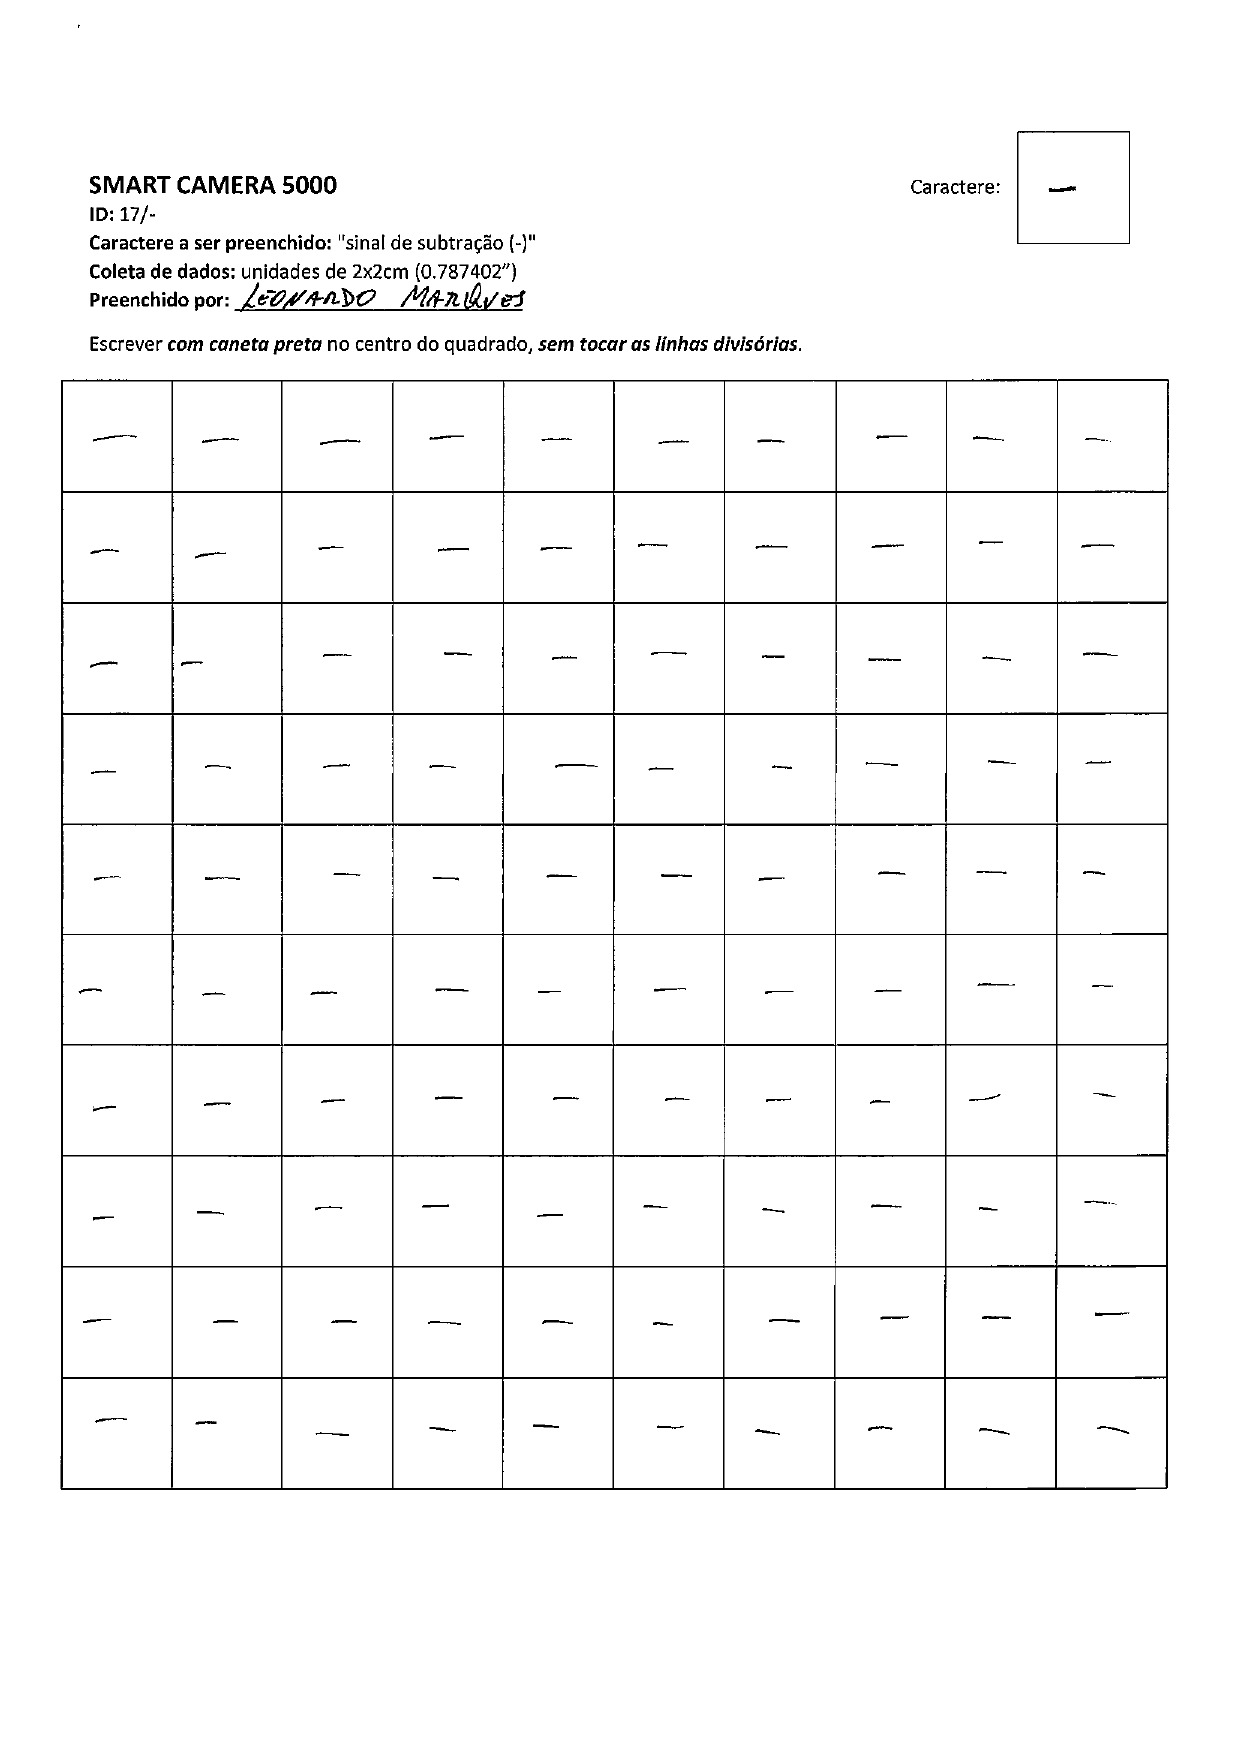 SMART CAMERA 5000
Caractere: –
ID: 17/-
Caractere a ser preenchido: "sinal de subtração (-)"
Coleta de dados: unidades de 2x2cm (0.787402”)
Preenchido por: LEONARDO MARQUES
Escrever com caneta preta no centro do quadrado, sem tocar as linhas divisórias.
– – – – – – – – – –
– – – – – – – – – –
– – – – – – – – – –
– – – – – – – – – –
– – – – – – – – – –
– – – – – – – – – –
– – – – – – – – – –
– – – – – – – – – –
– – – – – – – – – –
– – – – – – – – – –